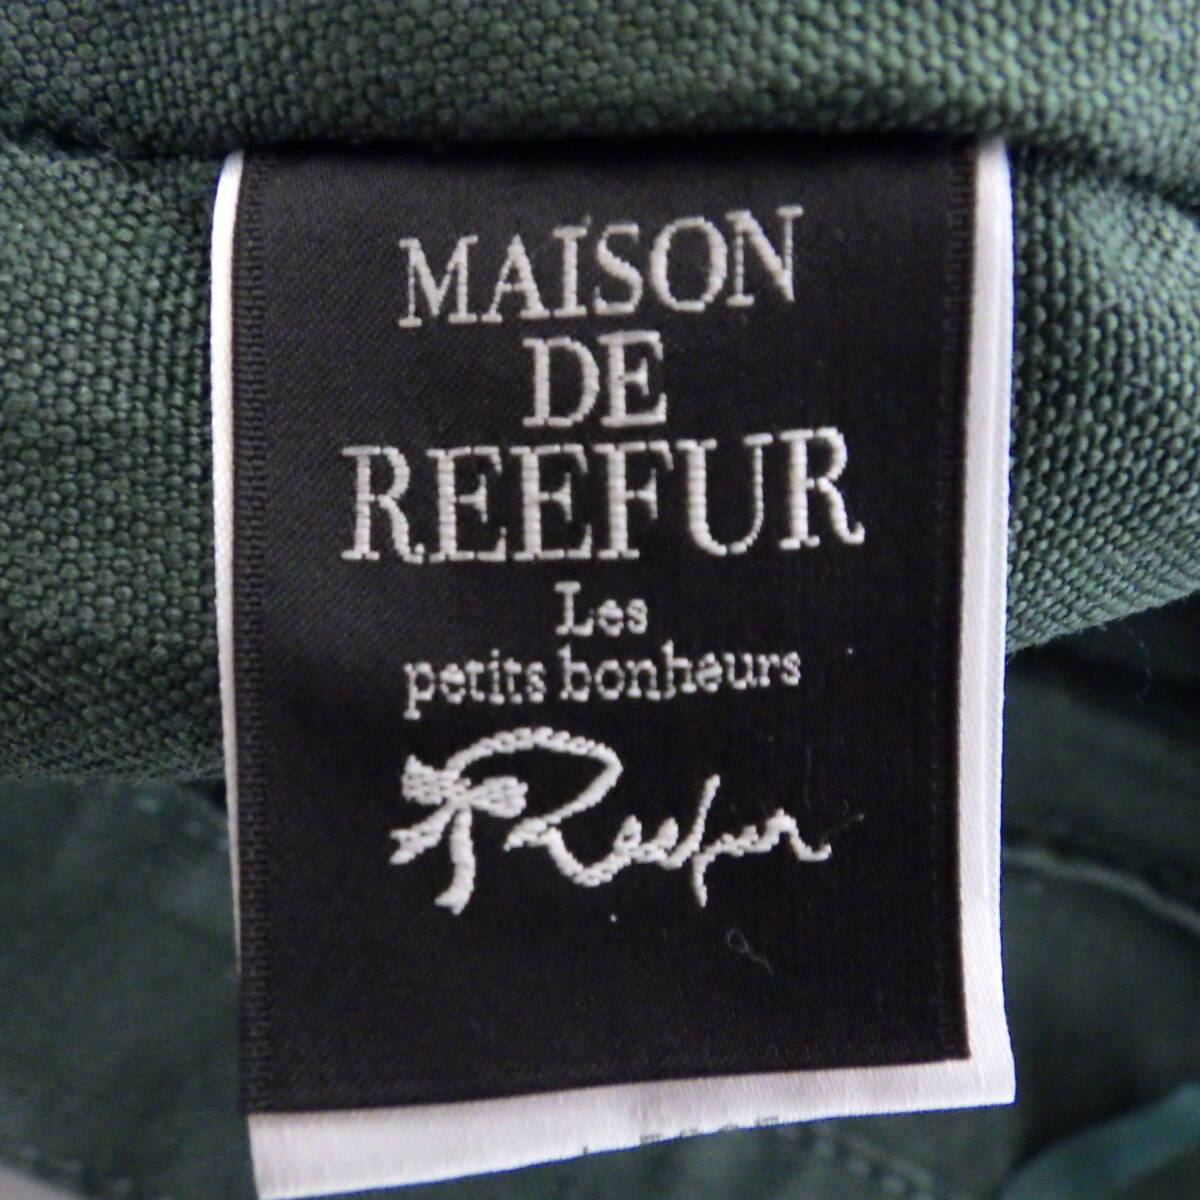 MAISON
DE
REEFUR
Les
petits bonheurs
Reefur